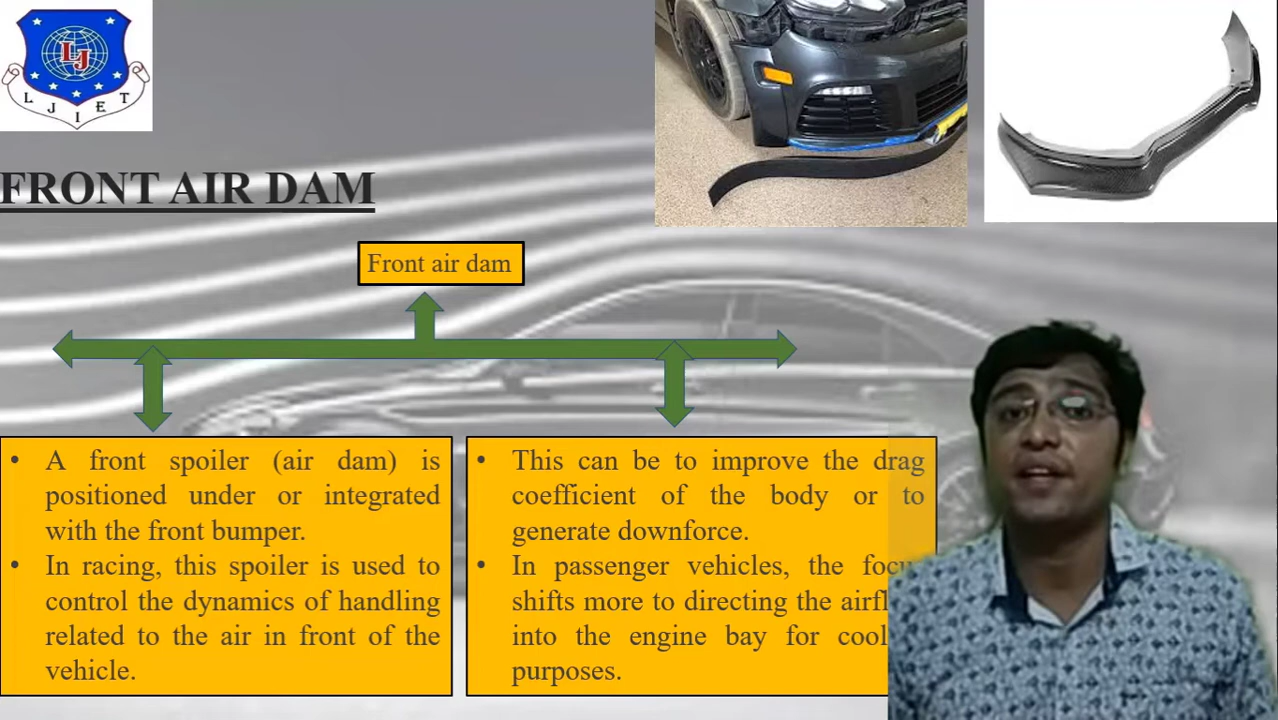 LJ
L J I E T
FRONT AIR DAM
Front air dam
• A front spoiler (air dam) is
positioned under or integrated
with the front bumper.
• In racing, this spoiler is used to
control the dynamics of handling
related to the air in front of the
vehicle.
• This can be to improve the drag
coefficient of the body or to
generate downforce.
• In passenger vehicles, the
shifts more to directing the
into the engine bay for
purposes.